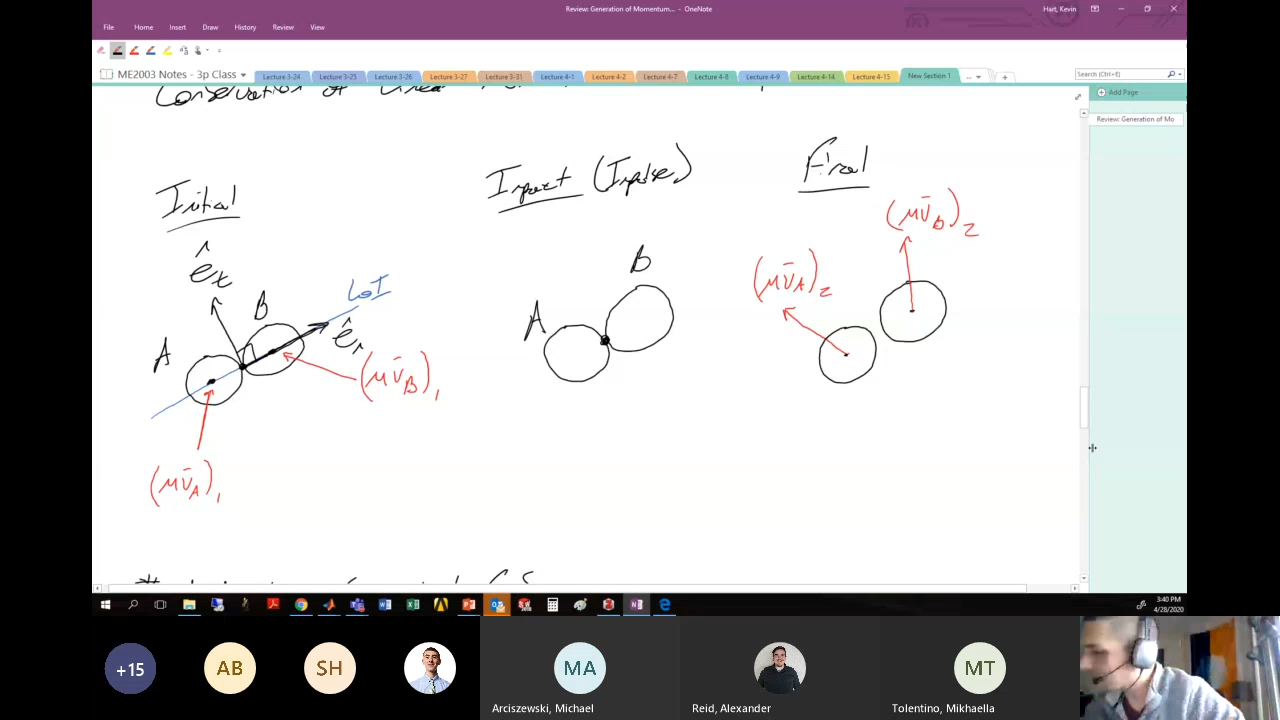 Review: Generation of Momentum... - OneNote
Hart, Kevin
File Home Insert Draw History Review View
ME2003 Notes - 3p Class
Lecture 3-24 Lecture 3-25 Lecture 3-26 Lecture 3-27 Lecture 3-31 Lecture 4-1 Lecture 4-2 Lecture 4-7 Lecture 4-8 Lecture 4-9 Lecture 4-14 Lecture 4-15 New Section 1 ...
Search (Ctrl+E)
Add Page
Review: Generation of Mo
Conservation of Linear
Initial
Impact (Impulse)
Final
ê_t
B
LoI
A
ê_n
(mv̄_B)_1
(mv̄_A)_1
A
B
(mv̄_A)_2
(mv̄_B)_2
3:40 PM
4/28/2020
+15
AB
SH
MA
Arciszewski, Michael
Reid, Alexander
MT
Tolentino, Mikhaella